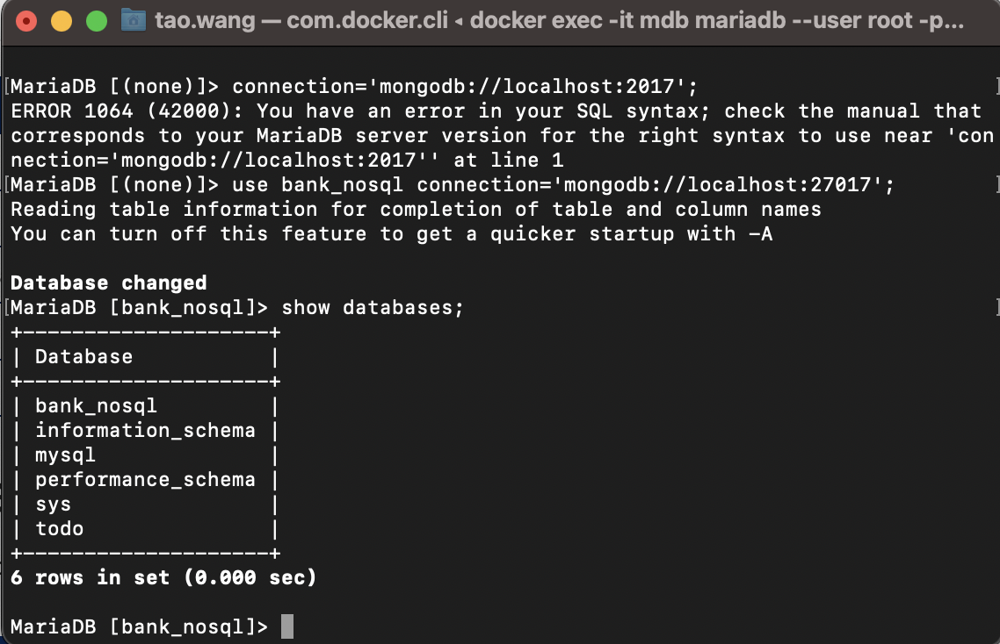 tao.wang — com.docker.cli ◂ docker exec -it mdb mariadb --user root -p...
[MariaDB [(none)]> connection='mongodb://localhost:2017'; ]
ERROR 1064 (42000): You have an error in your SQL syntax; check the manual that
corresponds to your MariaDB server version for the right syntax to use near 'con
nection='mongodb://localhost:2017'' at line 1
[MariaDB [(none)]> use bank_nosql connection='mongodb://localhost:27017'; ]
Reading table information for completion of table and column names
You can turn off this feature to get a quicker startup with -A
Database changed
[MariaDB [bank_nosql]> show databases; ]
+--------------------+
| Database           |
+--------------------+
| bank_nosql         |
| information_schema |
| mysql              |
| performance_schema |
| sys                |
| todo               |
+--------------------+
6 rows in set (0.000 sec)
MariaDB [bank_nosql]>